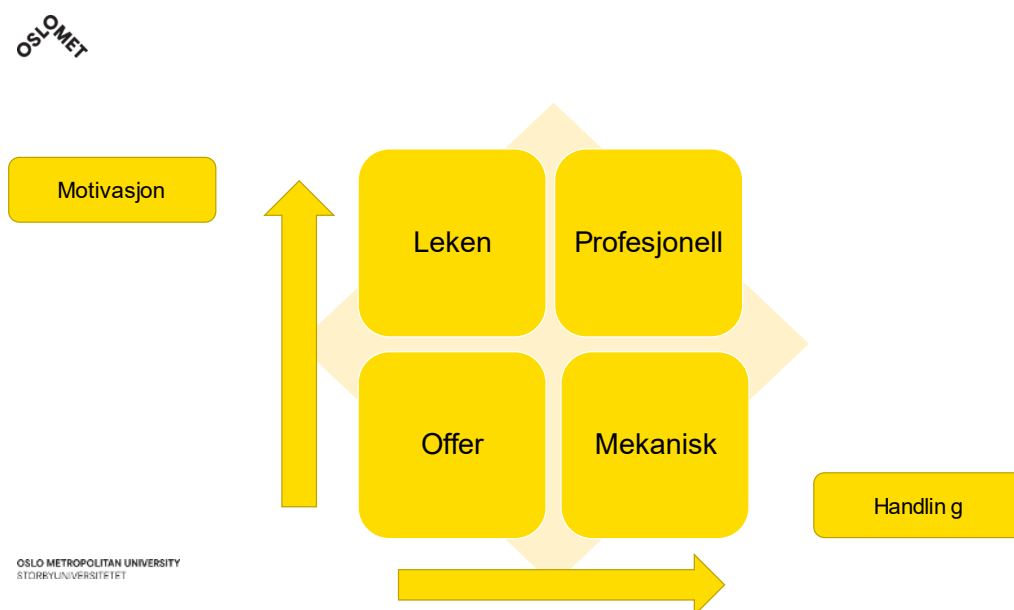 OSLOMET
Motivasjon
Leken
Profesjonell
Offer
Mekanisk
Handlin g
OSLO METROPOLITAN UNIVERSITY
STORBYUNIVERSITETET